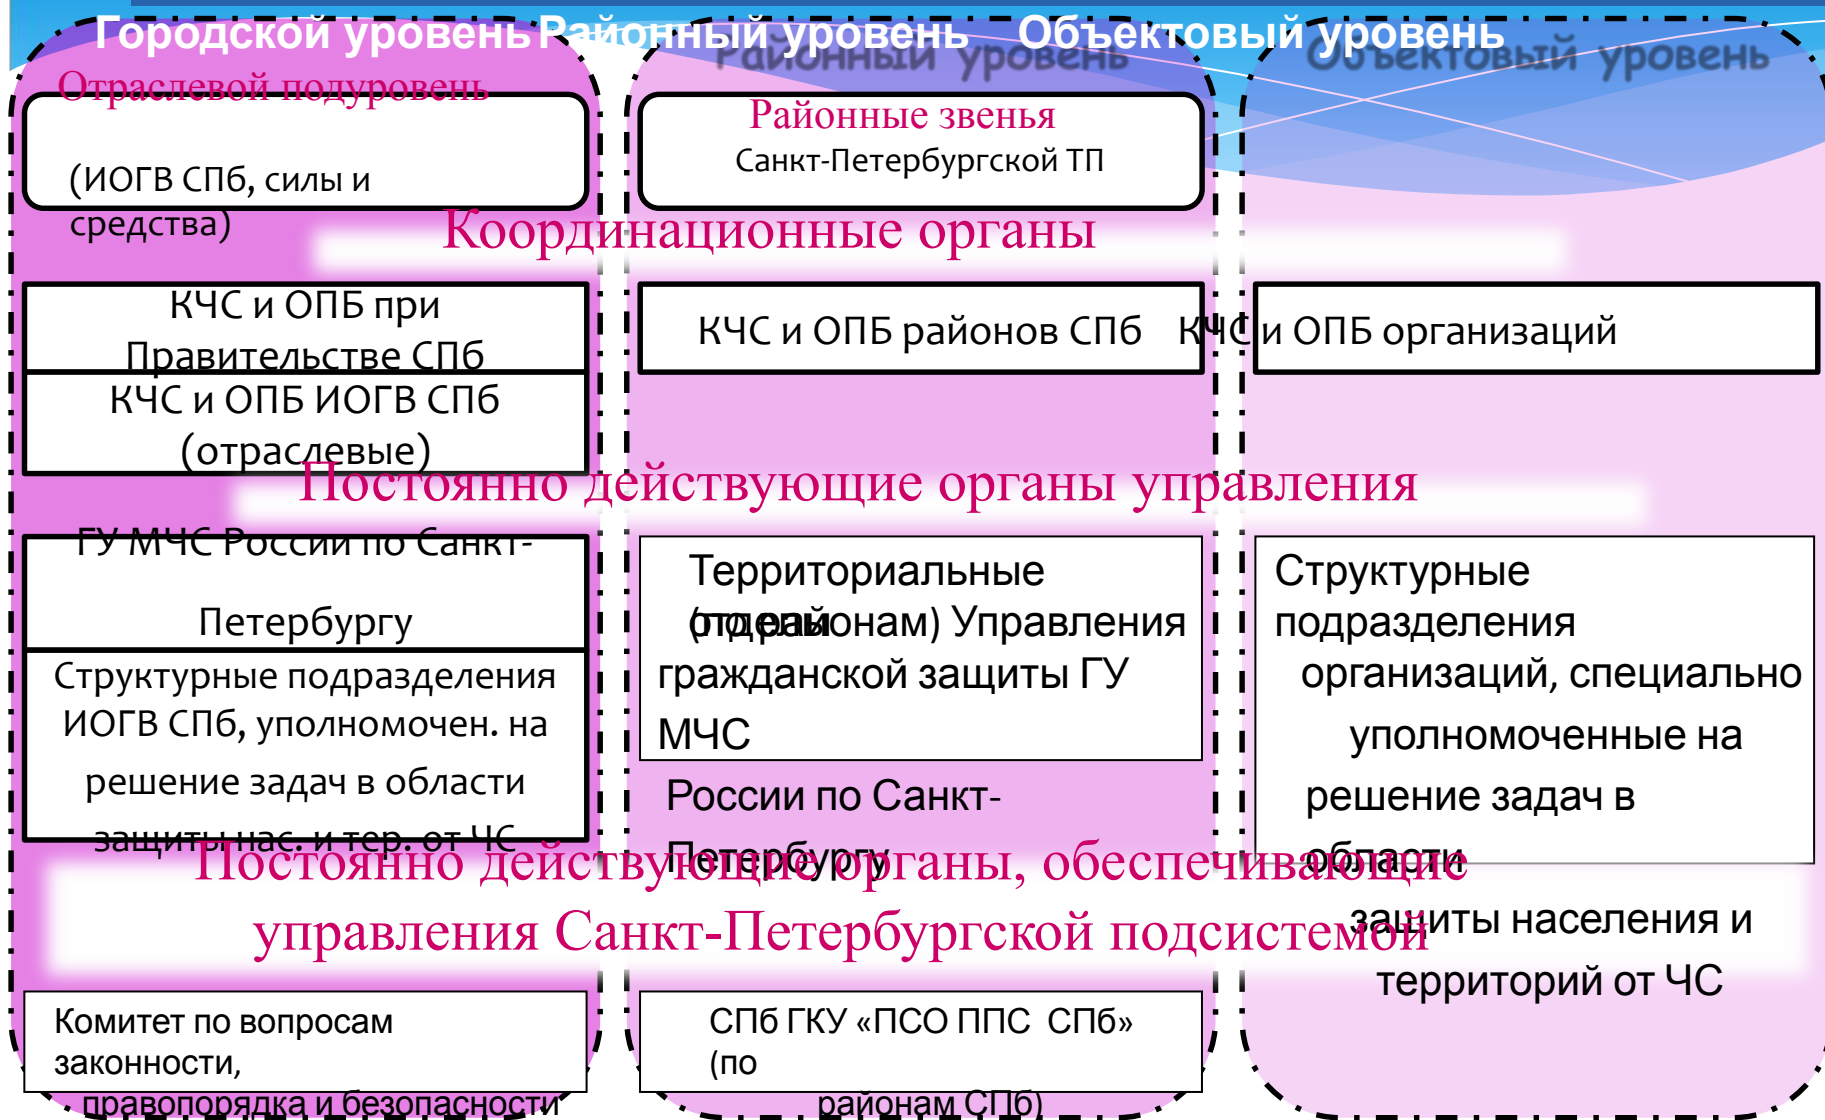 Городской уровень Районный уровень Объектовый уровень
Районный уровень
Объектовый уровень
Отраслевой подуровень
(ИОГВ СПб, силы и
средства)
Районные звенья
Санкт-Петербургской ТП
Координационные органы
КЧС и ОПБ при
Правительстве СПб
КЧС и ОПБ ИОГВ СПб
(отраслевые)
КЧС и ОПБ районов СПб
КЧС и ОПБ организаций
Постоянно действующие органы управления
ГУ МЧС России по Санкт-
Петербургу
Структурные подразделения
ИОГВ СПб, уполномочен. на
решение задач в области
защиты нас. и тер. от ЧС
Территориальные
отделы
(по районам) Управления
гражданской защиты ГУ
МЧС
России по Санкт-
Петербургу
Структурные
подразделения
организаций, специально
уполномоченные на
решение задач в
области
защиты населения и
территорий от ЧС
Постоянно действующие органы, обеспечивающие
управления Санкт-Петербургской подсистемой
Комитет по вопросам
законности,
правопорядка и безопасности
СПб ГКУ «ПСО ППС СПб»
(по
районам СПб)